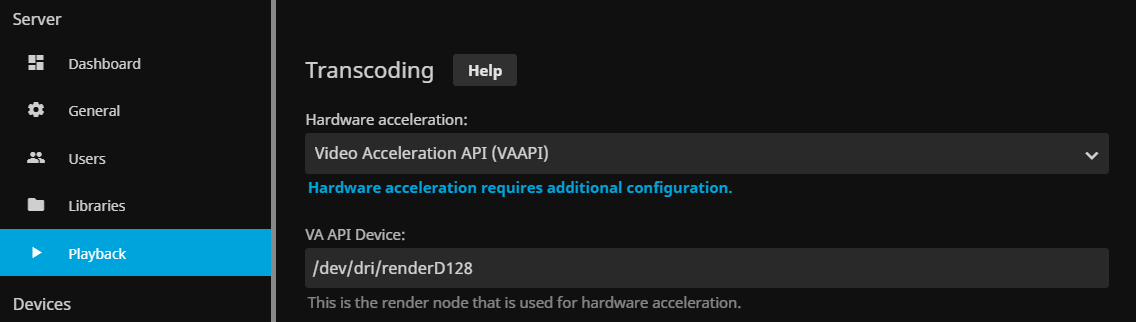 Server
Dashboard
General
Users
Libraries
Playback
Devices
Transcoding
Help
Hardware acceleration:
Video Acceleration API (VAAPI)
Hardware acceleration requires additional configuration.
VA API Device:
/dev/dri/renderD128
This is the render node that is used for hardware acceleration.